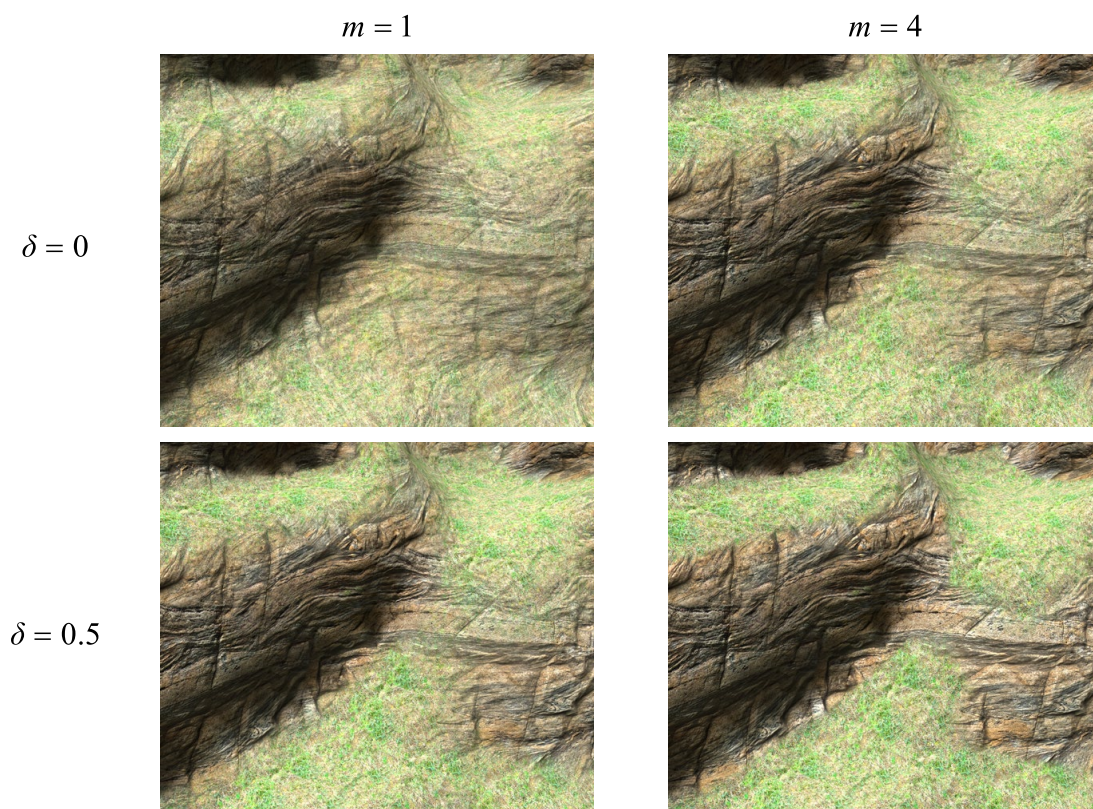 m = 1
m = 4
δ = 0
δ = 0.5